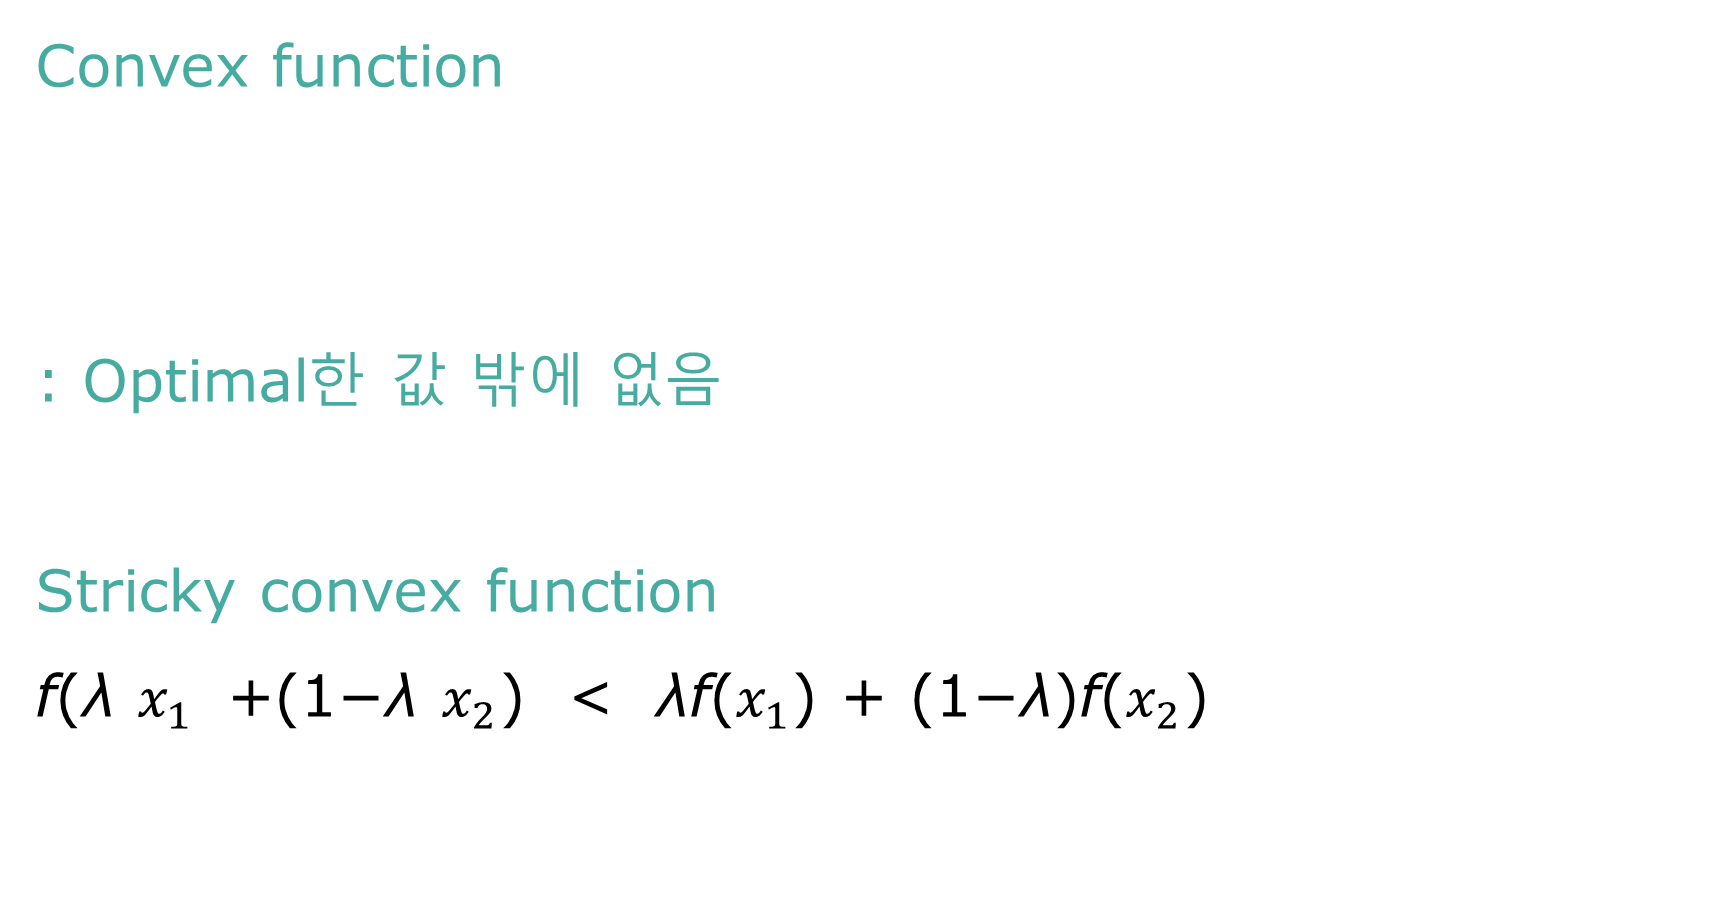 Convex function
: Optimal한 값 밖에 없음
Stricky convex function
f(λ x₁ +(1−λ x₂) < λf(x₁) + (1−λ)f(x₂)